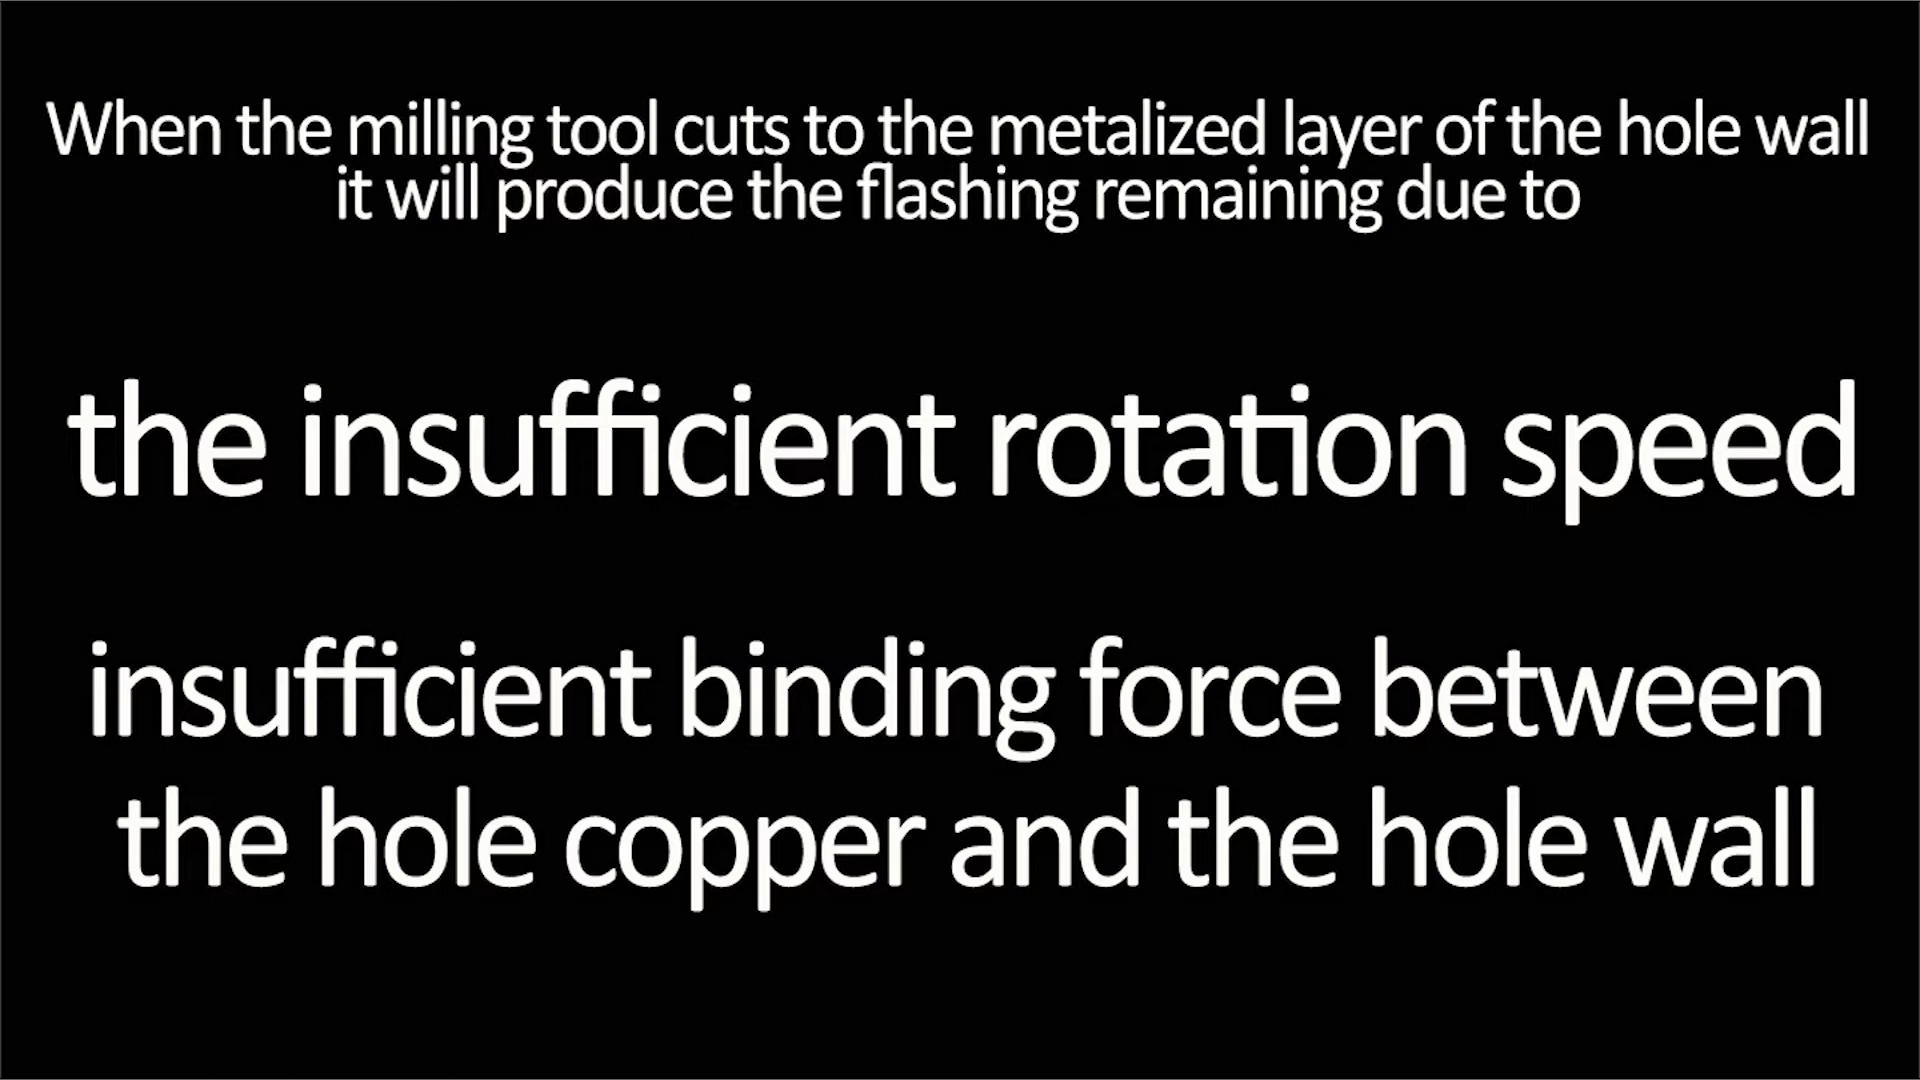 When the milling tool cuts to the metalized layer of the hole wall
it will produce the flashing remaining due to
the insufficient rotation speed
insufficient binding force between
the hole copper and the hole wall